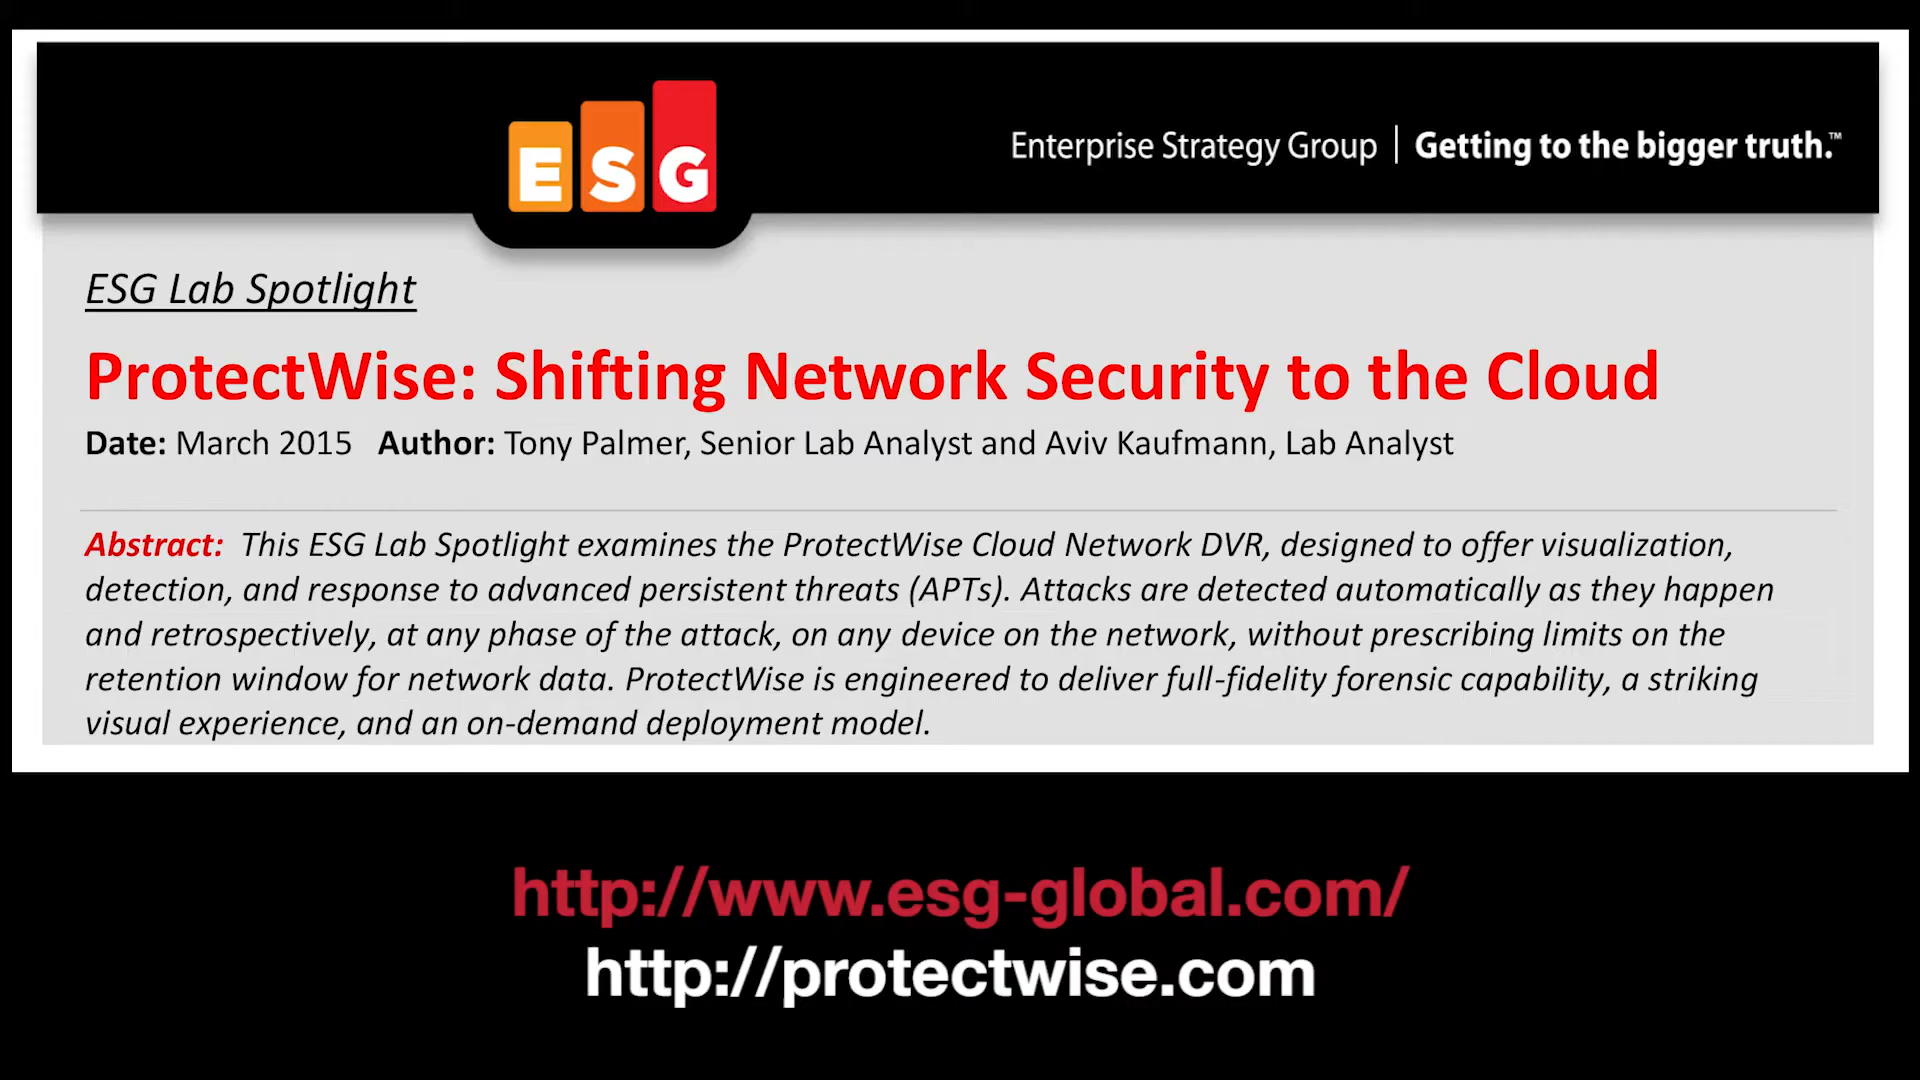 ESG
Enterprise Strategy Group | Getting to the bigger truth.™
ESG Lab Spotlight
ProtectWise: Shifting Network Security to the Cloud
Date: March 2015 Author: Tony Palmer, Senior Lab Analyst and Aviv Kaufmann, Lab Analyst
Abstract: This ESG Lab Spotlight examines the ProtectWise Cloud Network DVR, designed to offer visualization,
detection, and response to advanced persistent threats (APTs). Attacks are detected automatically as they happen
and retrospectively, at any phase of the attack, on any device on the network, without prescribing limits on the
retention window for network data. ProtectWise is engineered to deliver full-fidelity forensic capability, a striking
visual experience, and an on-demand deployment model.
http://www.esg-global.com/
http://protectwise.com